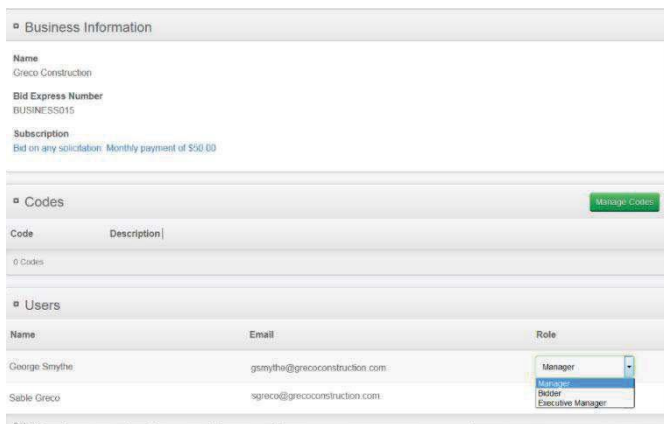 Business Information
Name
Greco Construction
Bid Express Number
BUSINESS015
Subscription
Bid on any solicitation Monthly payment of $50.00
Codes Manage Codes
Code Description
0 Codes
Users
Name Email Role
George Smythe gsmythe@grecoconstruction.com Manager
Manager
Bidder
Executive Manager
Sable Greco sgreco@grecoconstruction.com